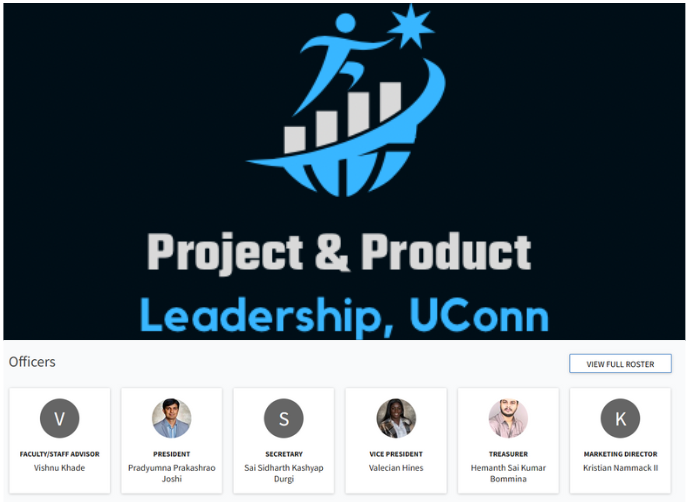 Project & Product
Leadership, UConn
Officers
VIEW FULL ROSTER
V
FACULTY/STAFF ADVISOR
Vishnu Khade
PRESIDENT
Pradyumna Prakashrao
Joshi
S
SECRETARY
Sai Sidharth Kashyap
Durgi
VICE PRESIDENT
Valecian Hines
TREASURER
Hemanth Sai Kumar
Bommina
K
MARKETING DIRECTOR
Kristian Nammack II